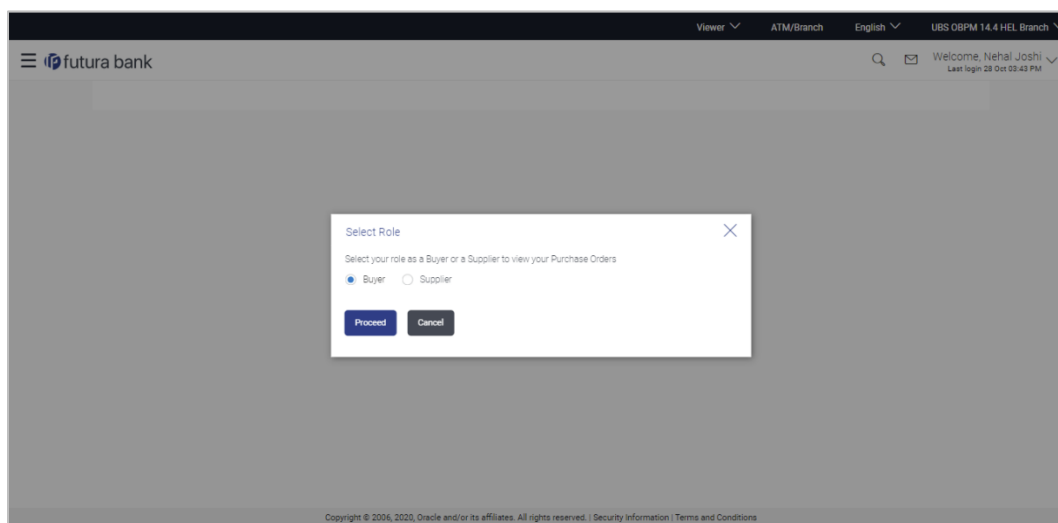 Viewer ATM/Branch English UBS OBPM 14.4 HEL Branch
futura bank
Welcome, Nehal Joshi
Last login 28 Oct 03:43 PM
Select Role
Select your role as a Buyer or a Supplier to view your Purchase Orders
Buyer Supplier
Proceed Cancel
Copyright © 2006, 2020, Oracle and/or its affiliates. All rights reserved. | Security Information | Terms and Conditions